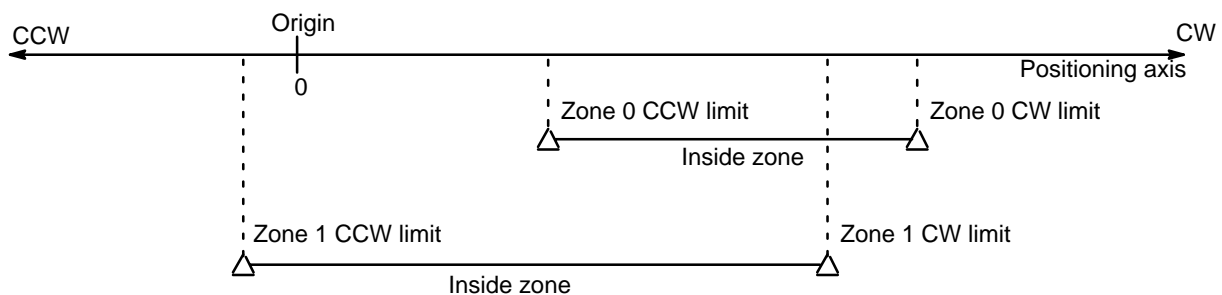 Origin
CCW
CW
0
Positioning axis
Zone 0 CCW limit
Zone 0 CW limit
Inside zone
Zone 1 CCW limit
Zone 1 CW limit
Inside zone